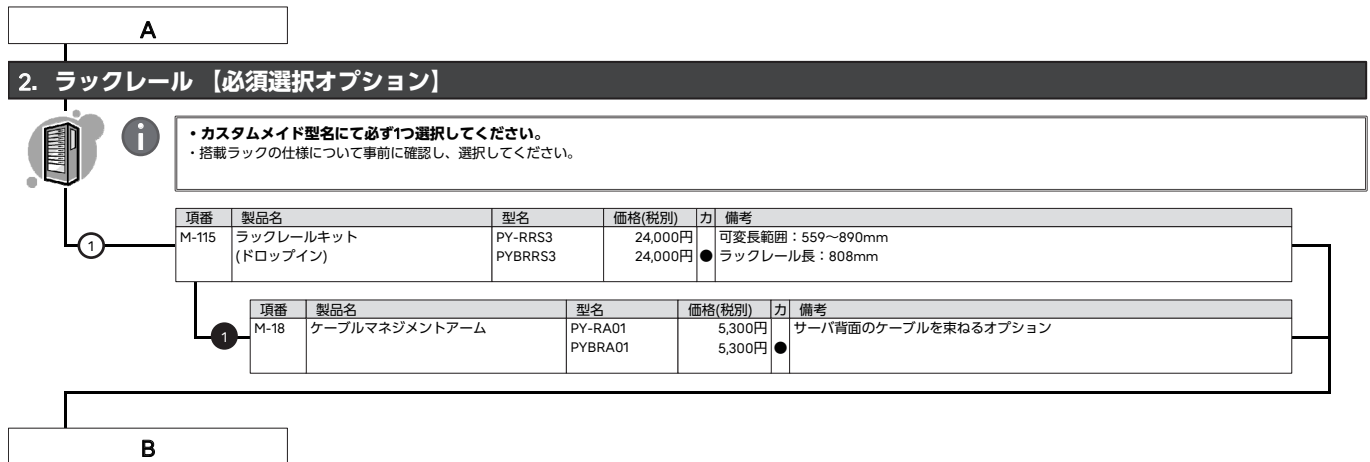 A
2. ラックレール 【必須選択オプション】
i
・カスタムメイド型名にて必ず1つ選択してください。
・搭載ラックの仕様について事前に確認し、選択してください。
項番 製品名 型名 価格(税別) カ 備考
1 M-115 ラックレールキット PY-RRS3 24,000円 可変長範囲：559～890mm
(ドロップイン) PYBRRS3 24,000円 ● ラックレール長：808mm
項番 製品名 型名 価格(税別) カ 備考
1 M-18 ケーブルマネジメントアーム PY-RA01 5,300円 サーバ背面のケーブルを束ねるオプション
PYBRA01 5,300円 ●
B